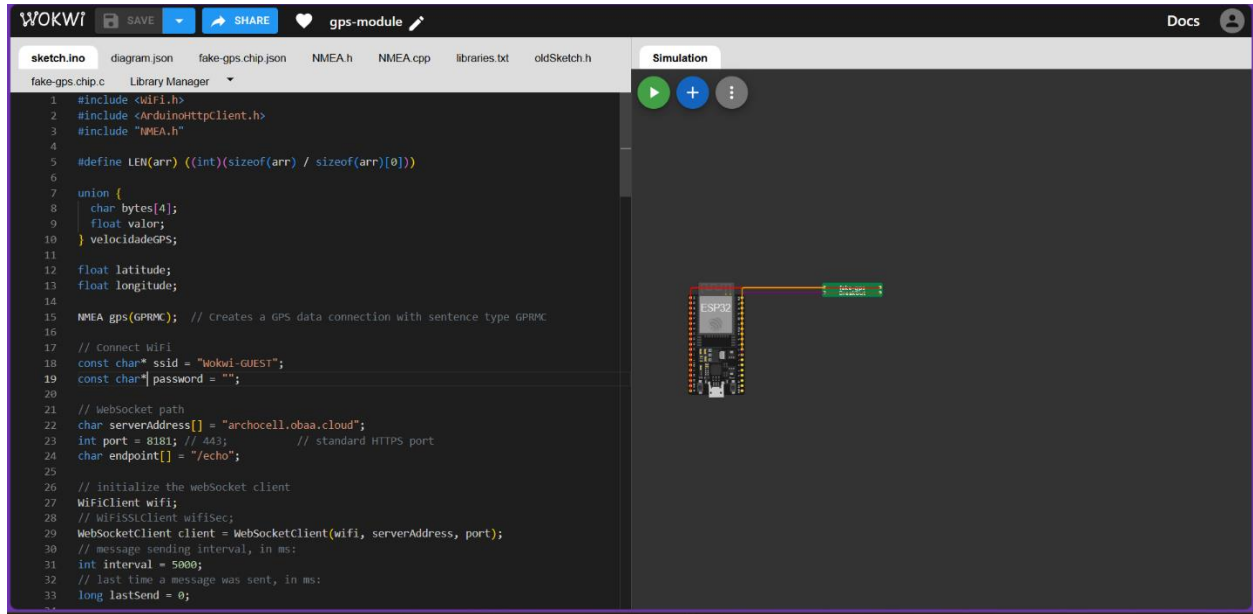 WOKWI SAVE SHARE gps-module Docs
sketch.ino diagram.json fake-gps.chip.json NMEA.h NMEA.cpp libraries.txt oldSketch.h
fake-gps.chip.c Library Manager
1 #include <WiFi.h>
2 #include <ArduinoHttpClient.h>
3 #include "NMEA.h"
4
5 #define LEN(arr) ((int)(sizeof(arr) / sizeof(arr)[0]))
6
7 union {
8 char bytes[4];
9 float valor;
10 } velocidadeGPS;
11
12 float latitude;
13 float longitude;
14
15 NMEA gps(GPRMC); // Creates a GPS data connection with sentence type GPRMC
16
17 // Connect WiFi
18 const char* ssid = "Wokwi-GUEST";
19 const char* password = "";
20
21 // WebSocket path
22 char serverAddress[] = "archocell.obaa.cloud";
23 int port = 8181; // 443; // standard HTTPS port
24 char endpoint[] = "/echo";
25
26 // initialize the webSocket client
27 WiFiClient wifi;
28 // WiFiSSLClient wifiSec;
29 WebSocketClient client = WebSocketClient(wifi, serverAddress, port);
30 // message sending interval, in ms:
31 int interval = 5000;
32 // last time a message was sent, in ms:
33 long lastSend = 0;
Simulation
ESP32
fake-gps
breakout